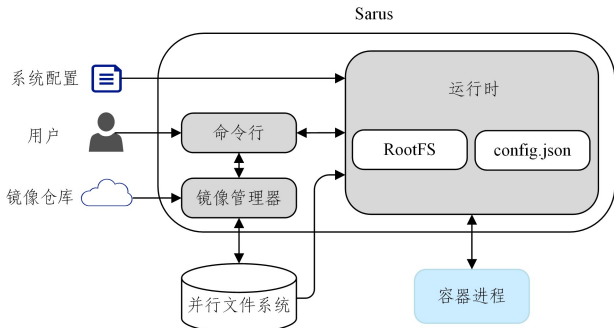 Sarus
系统配置
运行时
用户
命令行
RootFS
config.json
镜像仓库
镜像管理器
并行文件系统
容器进程